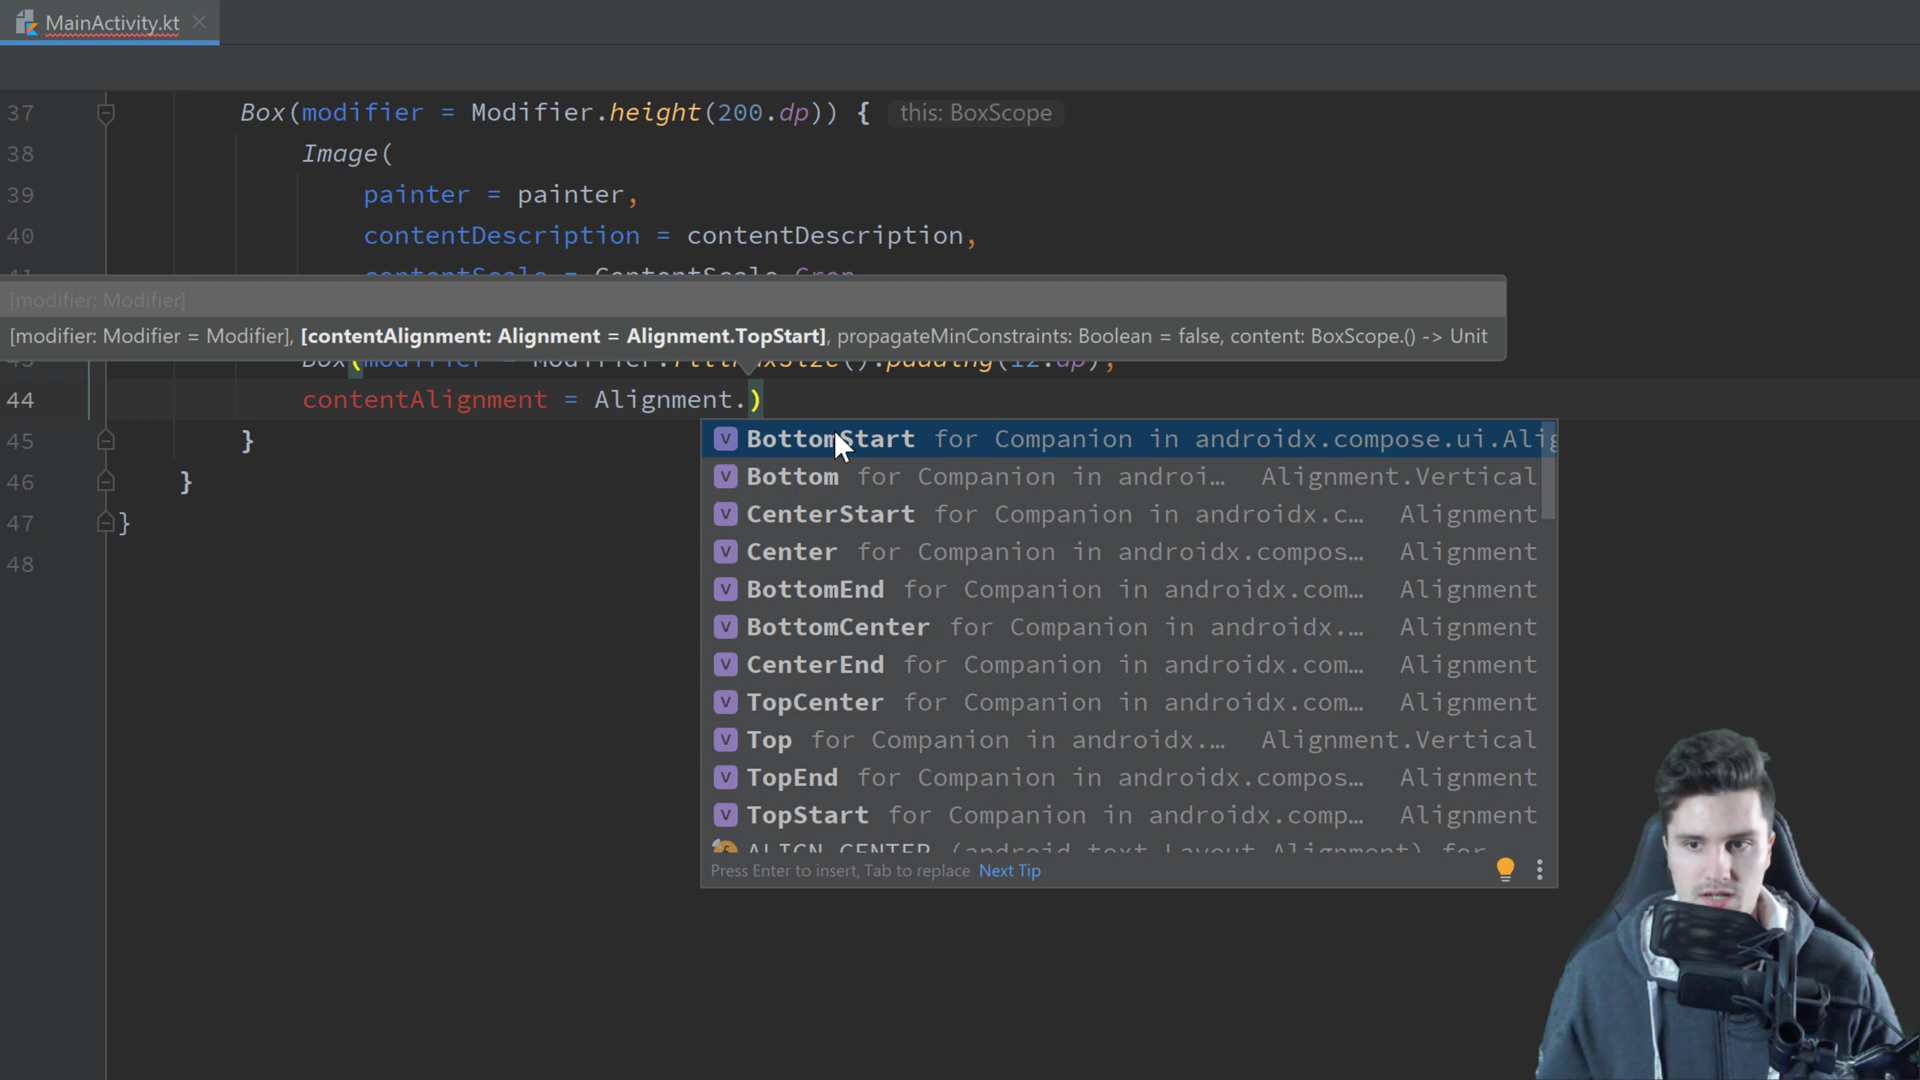 MainActivity.kt
37 Box(modifier = Modifier.height(200.dp)) { this: BoxScope
38 Image(
39 painter = painter,
40 contentDescription = contentDescription,
41 contentScale = ContentScale.Crop
[modifier: Modifier]
[modifier: Modifier = Modifier], [contentAlignment: Alignment = Alignment.TopStart], propagateMinConstraints: Boolean = false, content: BoxScope.() -> Unit
43 Box(modifier = Modifier.fillMaxSize().padding(12.dp),
44 contentAlignment = Alignment.)
BottomStart for Companion in androidx.compose.ui.Alig
45 }
Bottom for Companion in androi… Alignment.Vertical
46 }
CenterStart for Companion in androidx.c… Alignment
47 }
Center for Companion in androidx.compos… Alignment
48
BottomEnd for Companion in androidx.com… Alignment
BottomCenter for Companion in androidx.… Alignment
CenterEnd for Companion in androidx.com… Alignment
TopCenter for Companion in androidx.com… Alignment
Top for Companion in androidx.… Alignment.Vertical
TopEnd for Companion in androidx.compos… Alignment
TopStart for Companion in androidx.comp… Alignment
ALIGN_CENTER (android.text.Layout.Alignment) for
Press Enter to insert, Tab to replace Next Tip